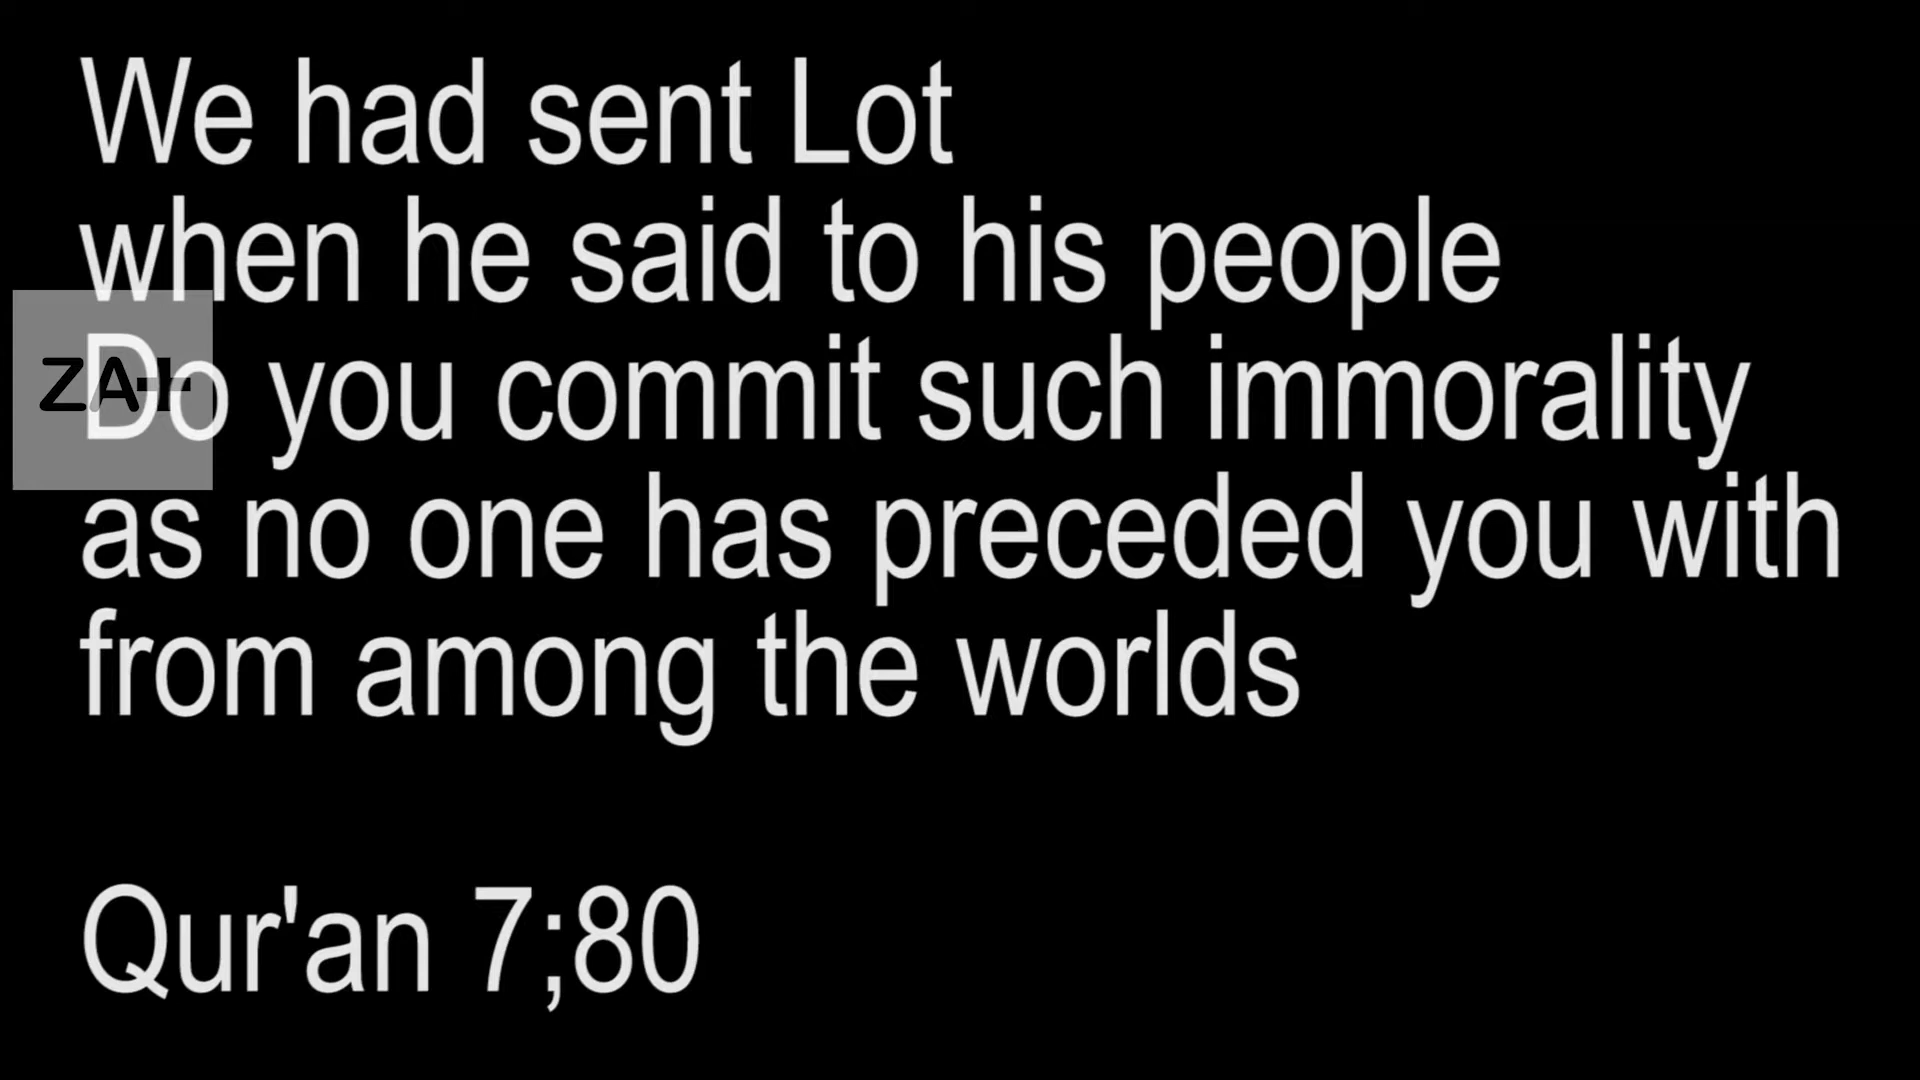 We had sent Lot
when he said to his people
Do you commit such immorality
as no one has preceded you with
from among the worlds
Qur'an 7;80